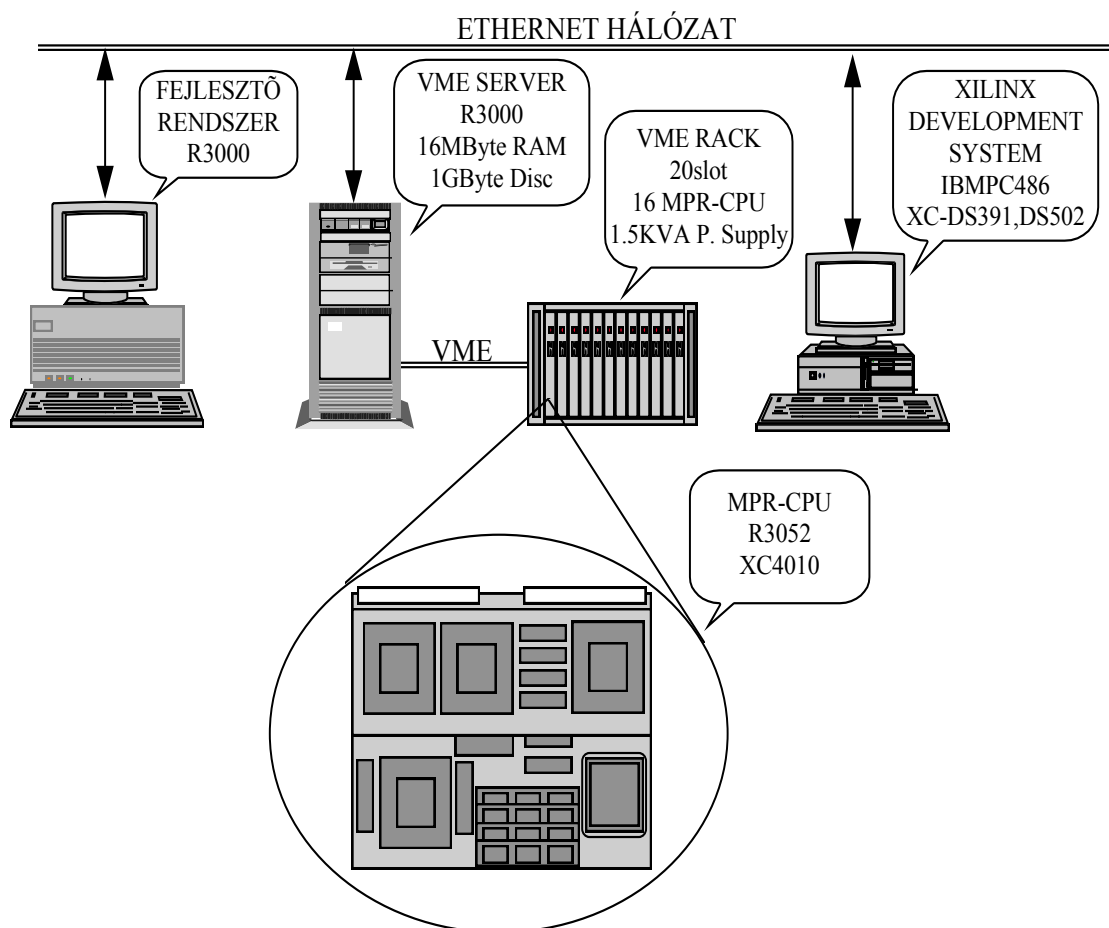 ETHERNET HÁLÓZAT
FEJLESZTÕ
RENDSZER
R3000
VME SERVER
R3000
16MByte RAM
1GByte Disc
VME RACK
20slot
16 MPR-CPU
1.5KVA P. Supply
XILINX
DEVELOPMENT
SYSTEM
IBMPC486
XC-DS391,DS502
VME
MPR-CPU
R3052
XC4010